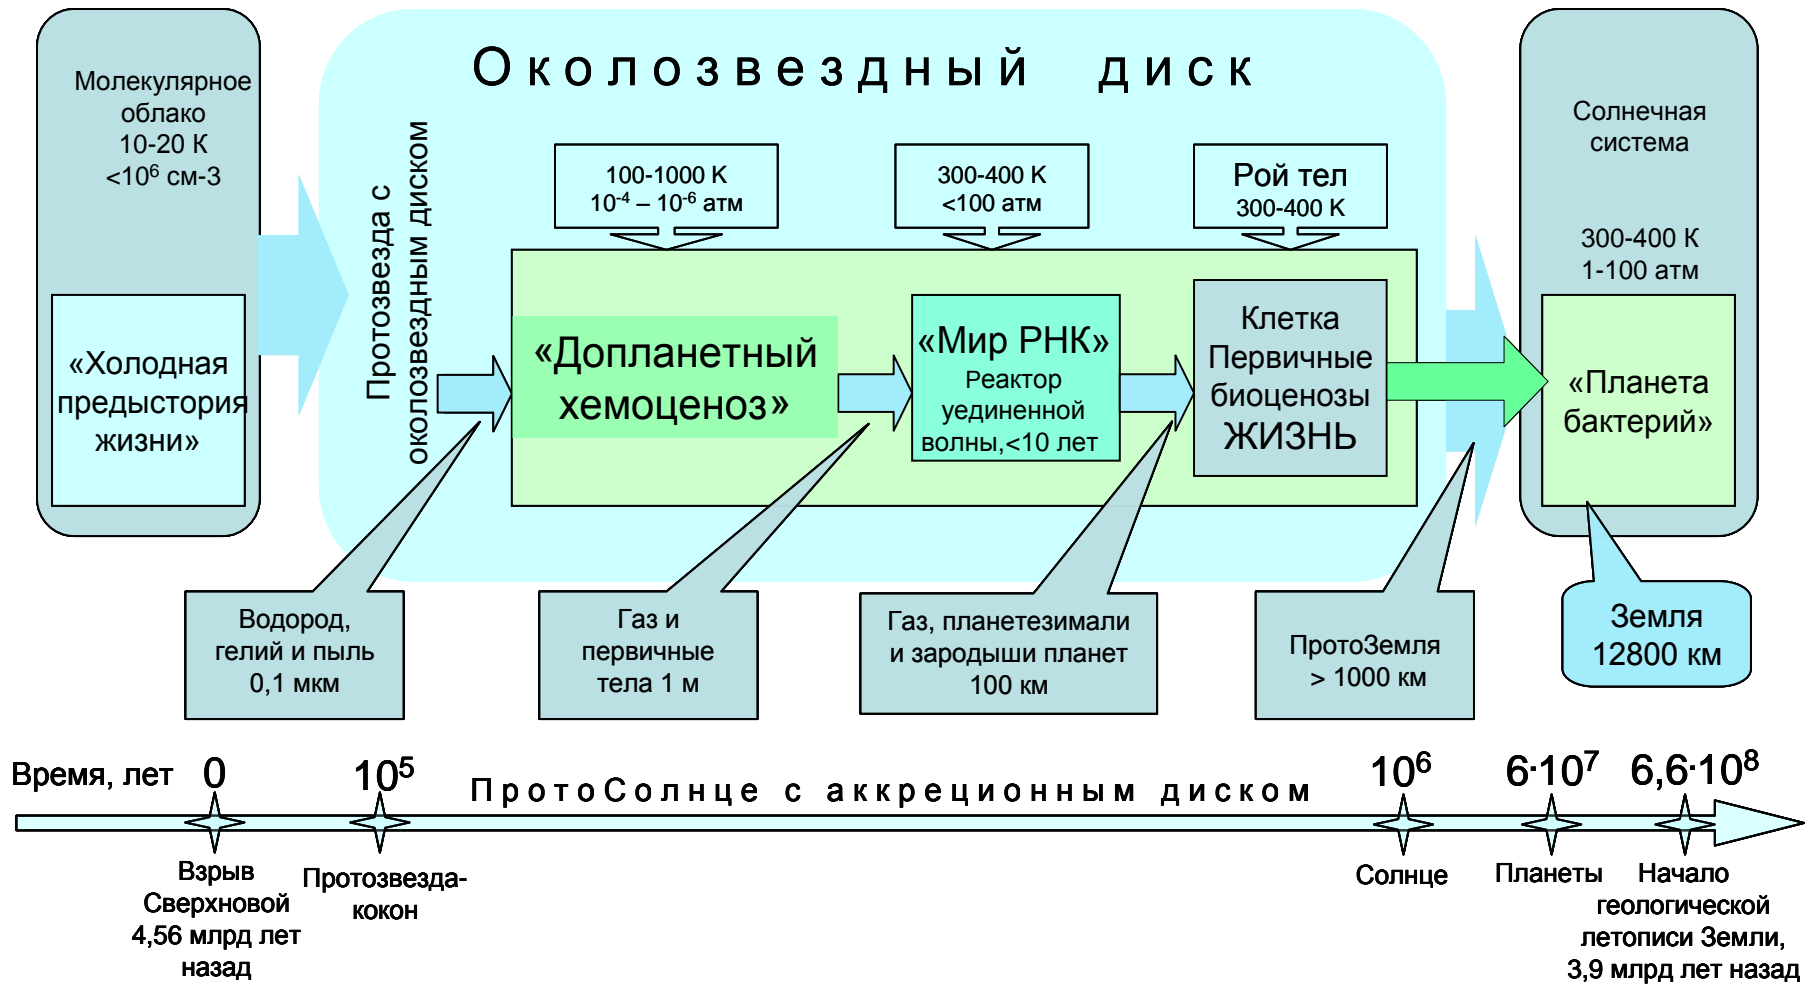 Молекулярное
облако
10-20 К
<10⁶ см-3
«Холодная
предыстория
жизни»
Околозвездный диск
Протозвезда с
околозвездным диском
100-1000 K
10⁻⁴ – 10⁻⁶ атм
300-400 K
<100 атм
Рой тел
300-400 K
«Допланетный
хемоценоз»
«Мир РНК»
Реактор
уединенной
волны,<10 лет
Клетка
Первичные
биоценозы
ЖИЗНЬ
Солнечная
система
300-400 К
1-100 атм
«Планета
бактерий»
Водород,
гелий и пыль
0,1 мкм
Газ и
первичные
тела 1 м
Газ, планетезимали
и зародыши планет
100 км
ПротоЗемля
> 1000 км
Земля
12800 км
Время, лет
0
10⁵
ПротоСолнце с аккреционным диском
10⁶
6·10⁷
6,6·10⁸
Взрыв
Сверхновой
4,56 млрд лет
назад
Протозвезда-
кокон
Солнце
Планеты
Начало
геологической
летописи Земли,
3,9 млрд лет назад